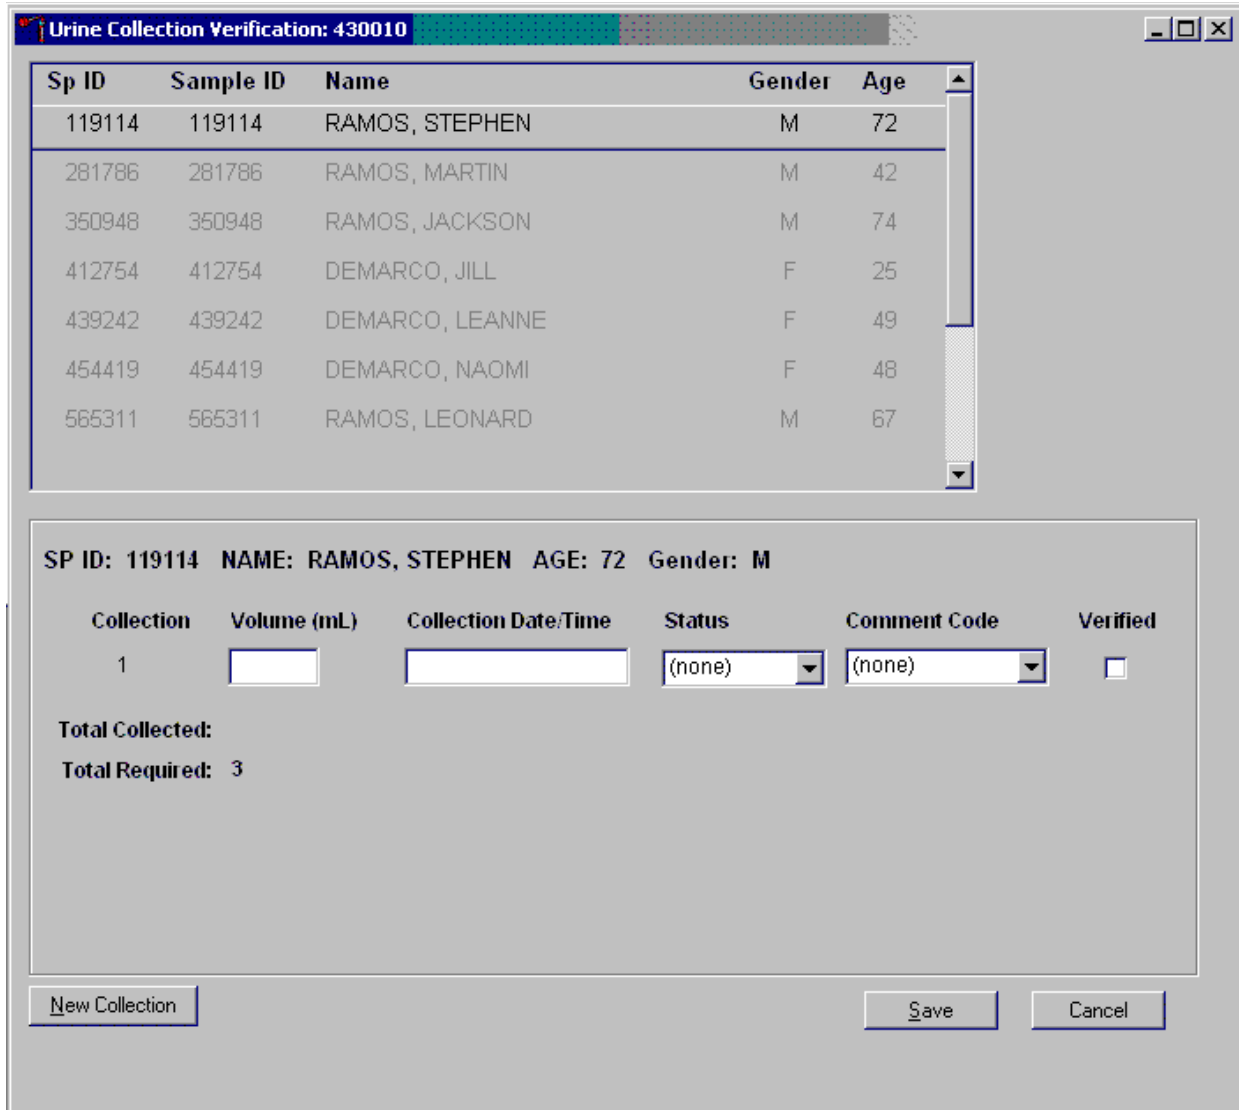 Urine Collection Verification: 430010
Sp ID Sample ID Name Gender Age
119114 119114 RAMOS, STEPHEN M 72
281786 281786 RAMOS, MARTIN M 42
350948 350948 RAMOS, JACKSON M 74
412754 412754 DEMARCO, JILL F 25
439242 439242 DEMARCO, LEANNE F 49
454419 454419 DEMARCO, NAOMI F 48
565311 565311 RAMOS, LEONARD M 67
SP ID: 119114 NAME: RAMOS, STEPHEN AGE: 72 Gender: M
Collection Volume (mL) Collection Date/Time Status Comment Code Verified
1 (none) (none)
Total Collected:
Total Required: 3
New Collection Save Cancel